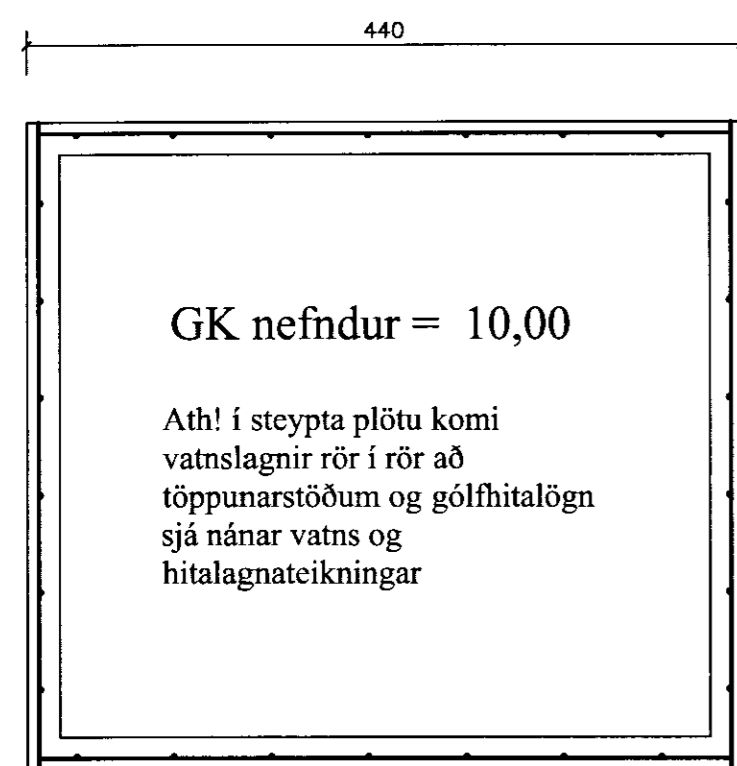 440
GK nefndur = 10,00
Ath! í steypta plötu komi
vatnslagnir rör í rör að
töppunarstöðum og gólfhitalögn
sjá nánar vatns og
hitalagnateikningar